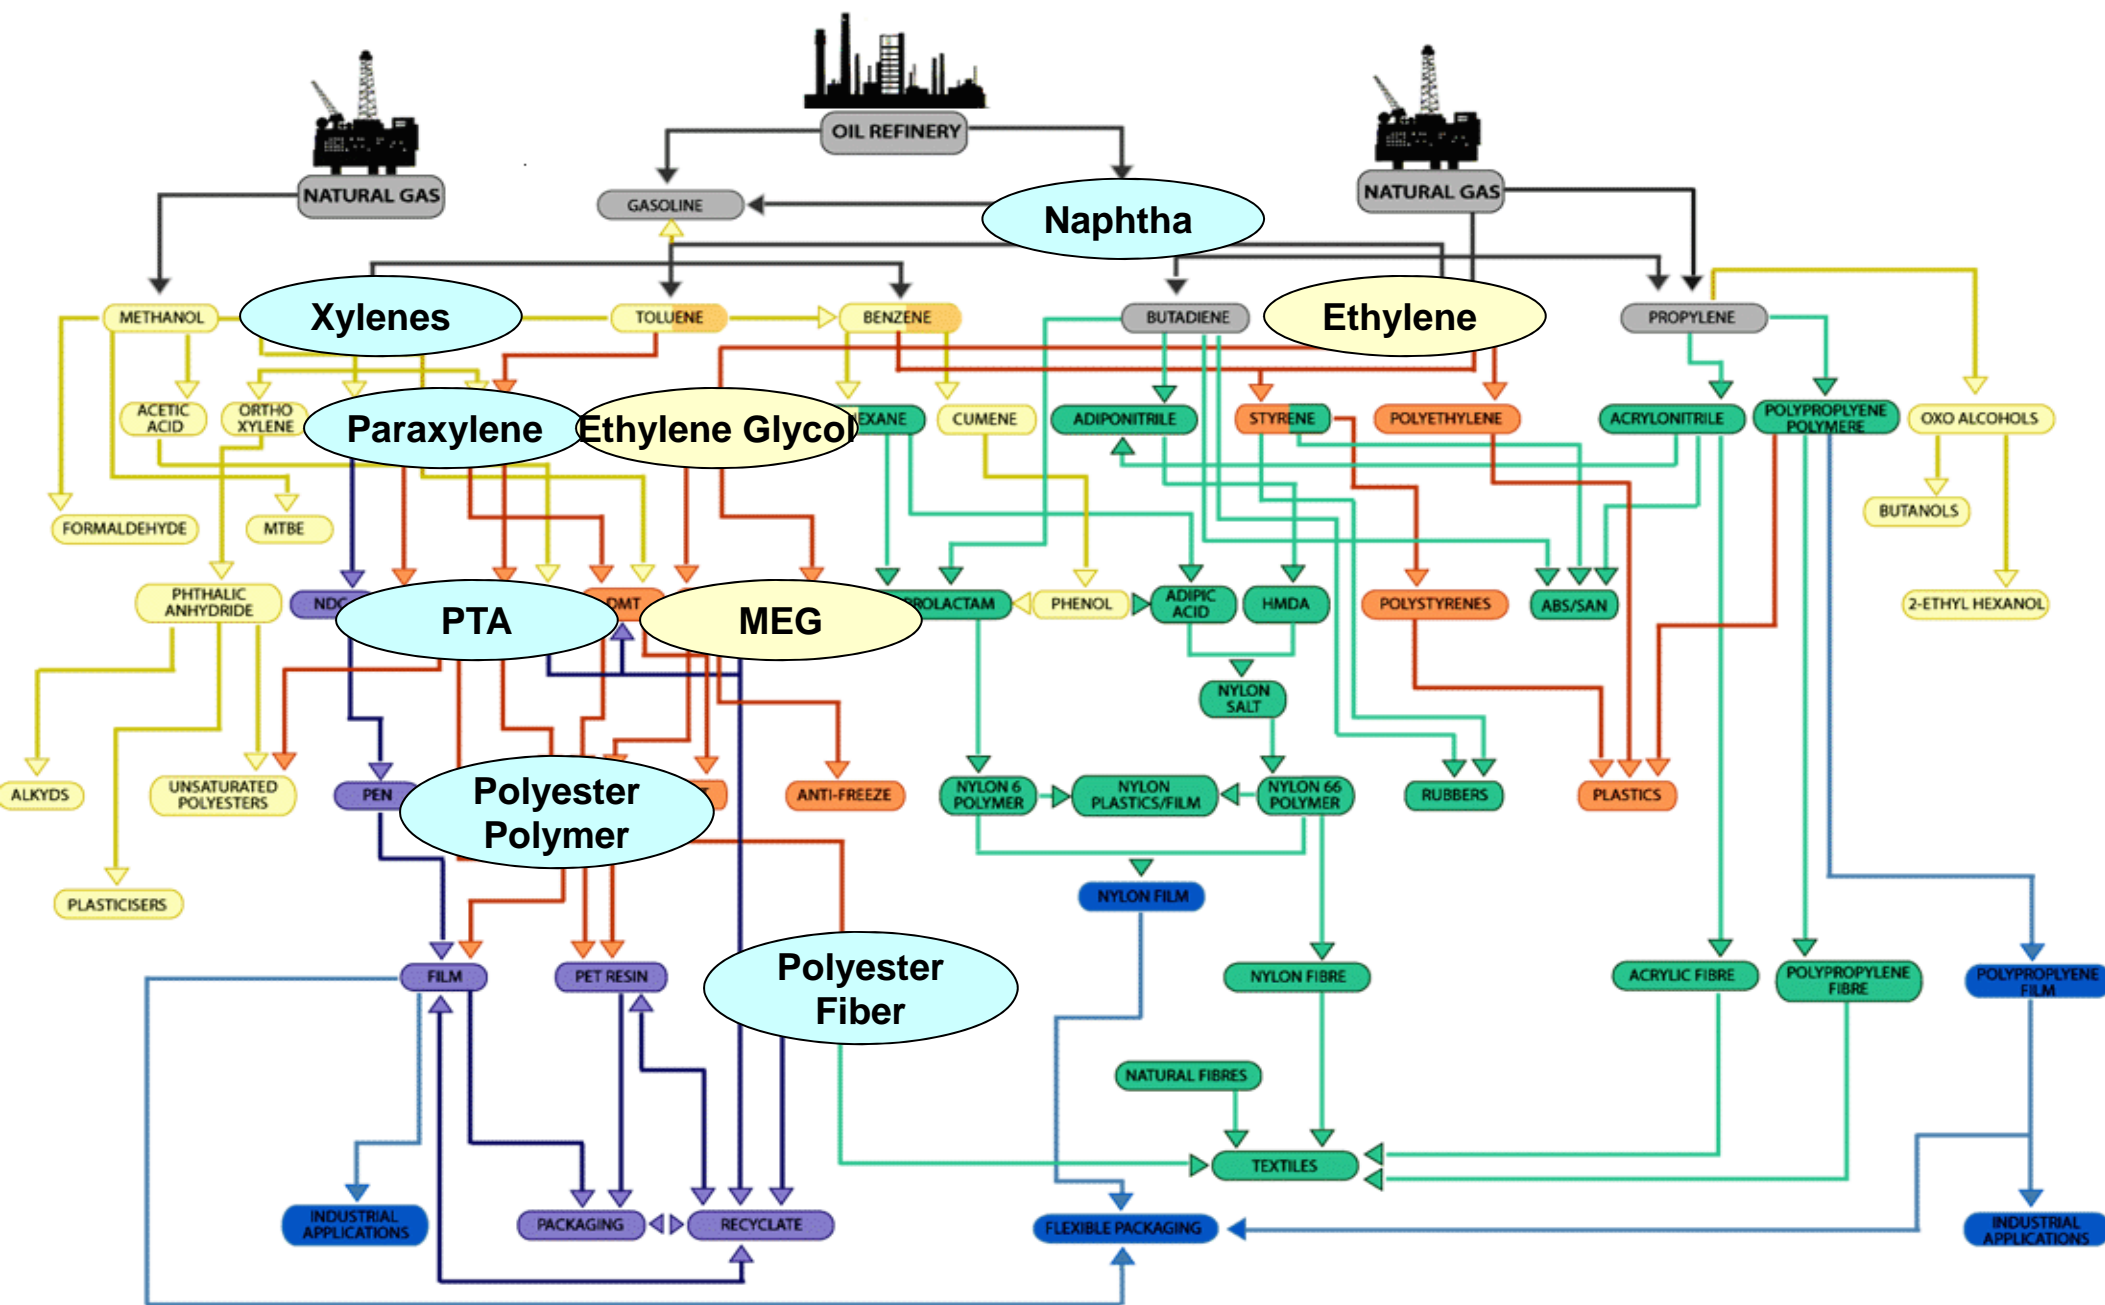 OIL REFINERY
NATURAL GAS
NATURAL GAS
GASOLINE
Naphtha
METHANOL
Xylenes
TOLUENE
BENZENE
BUTADIENE
Ethylene
PROPYLENE
ACETIC
ACID
ORTHO
XYLENE
Paraxylene
Ethylene Glycol
EXANE
CUMENE
ADIPONITRILE
STYRENE
POLYETHYLENE
ACRYLONITRILE
POLYPROPLYENE
POLYMERE
OXO ALCOHOLS
FORMALDEHYDE
MTBE
BUTANOLS
PHTHALIC
ANHYDRIDE
NDC
PTA
DMT
MEG
ROLACTAM
PHENOL
ADIPIC
ACID
HMDA
POLYSTYRENES
ABS/SAN
2-ETHYL HEXANOL
NYLON
SALT
ALKYDS
UNSATURATED
POLYESTERS
PEN
Polyester
Polymer
ANTI-FREEZE
NYLON 6
POLYMER
NYLON
PLASTICS/FILM
NYLON 66
POLYMER
RUBBERS
PLASTICS
PLASTICISERS
NYLON FILM
FILM
PET RESIN
Polyester
Fiber
NYLON FIBRE
ACRYLIC FIBRE
POLYPROPYLENE
FIBRE
POLYPROPLYENE
FILM
NATURAL FIBRES
TEXTILES
INDUSTRIAL
APPLICATIONS
PACKAGING
RECYCLATE
FLEXIBLE PACKAGING
INDUSTRIAL
APPLICATIONS